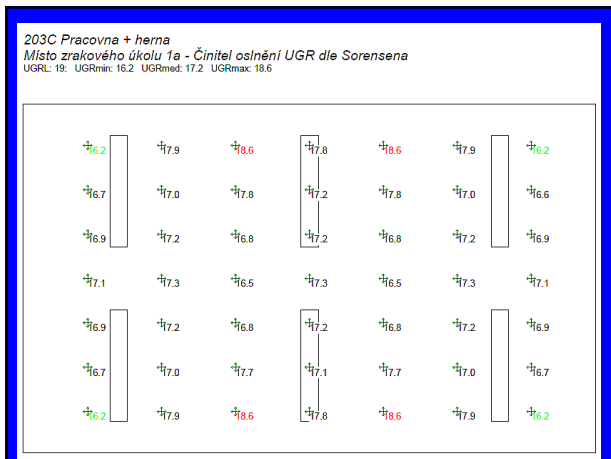 203C Pracovna + herna
Místo zrakového úkolu 1a - Činitel oslnění UGR dle Sorensena
UGRL: 19: UGRmin: 16.2 UGRmed: 17.2 UGRmax: 18.6
16.2 17.9 18.6 17.8 18.6 17.9 16.2
16.7 17.0 17.8 17.2 17.8 17.0 16.6
16.9 17.2 16.8 17.2 16.8 17.2 16.9
17.1 17.3 16.5 17.3 16.5 17.3 17.1
16.9 17.2 16.8 17.2 16.8 17.2 16.9
16.7 17.0 17.7 17.1 17.7 17.0 16.7
16.2 17.9 18.6 17.8 18.6 17.9 16.2